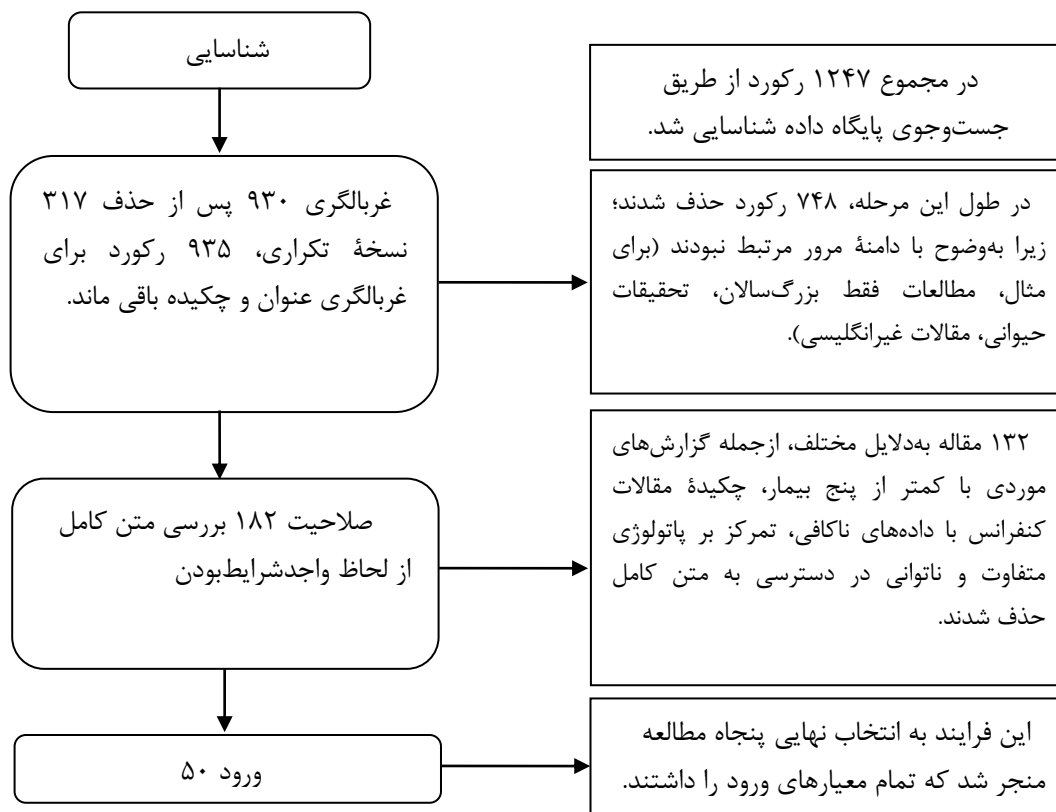 شناسایی
در مجموع ۱۲۴۷ رکورد از طریق
جست‌وجوی پایگاه داده شناسایی شد.
غربالگری ۹۳۰ پس از حذف ۳۱۷
نسخهٔ تکراری، ۹۳۵ رکورد برای
غربالگری عنوان و چکیده باقی ماند.
در طول این مرحله، ۷۴۸ رکورد حذف شدند؛
زیرا به‌وضوح با دامنهٔ مرور مرتبط نبودند (برای
مثال، مطالعات فقط بزرگ‌سالان، تحقیقات
حیوانی، مقالات غیرانگلیسی).
صلاحیت ۱۸۲ بررسی متن کامل
از لحاظ واجدشرایط‌بودن
۱۳۲ مقاله به‌دلایل مختلف، ازجمله گزارش‌های
موردی با کمتر از پنج بیمار، چکیدهٔ مقالات
کنفرانس با داده‌های ناکافی، تمرکز بر پاتولوژی
متفاوت و ناتوانی در دسترسی به متن کامل
حذف شدند.
ورود ۵۰
این فرایند به انتخاب نهایی پنجاه مطالعه
منجر شد که تمام معیارهای ورود را داشتند.